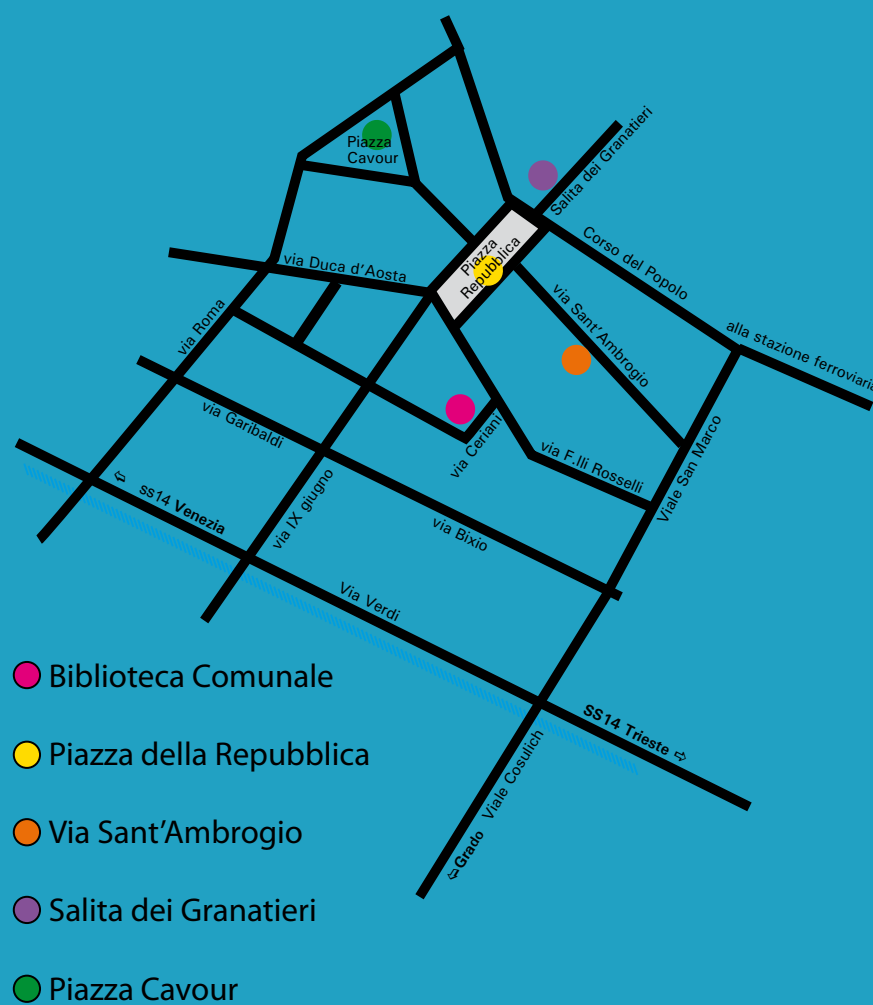 Piazza
Cavour
Salita dei Granatieri
Piazza
Repubblica
Corso del Popolo
via Duca d'Aosta
via Sant'Ambrogio
via Roma
alla stazione ferroviaria
via Garibaldi
via Ceriani
via F.lli Rosselli
Viale San Marco
⇦ ss14 Venezia
via IX giugno
via Bixio
Via Verdi
SS14 Trieste ⇨
⇦Grado Viale Cosulich
Biblioteca Comunale
Piazza della Repubblica
Via Sant'Ambrogio
Salita dei Granatieri
Piazza Cavour